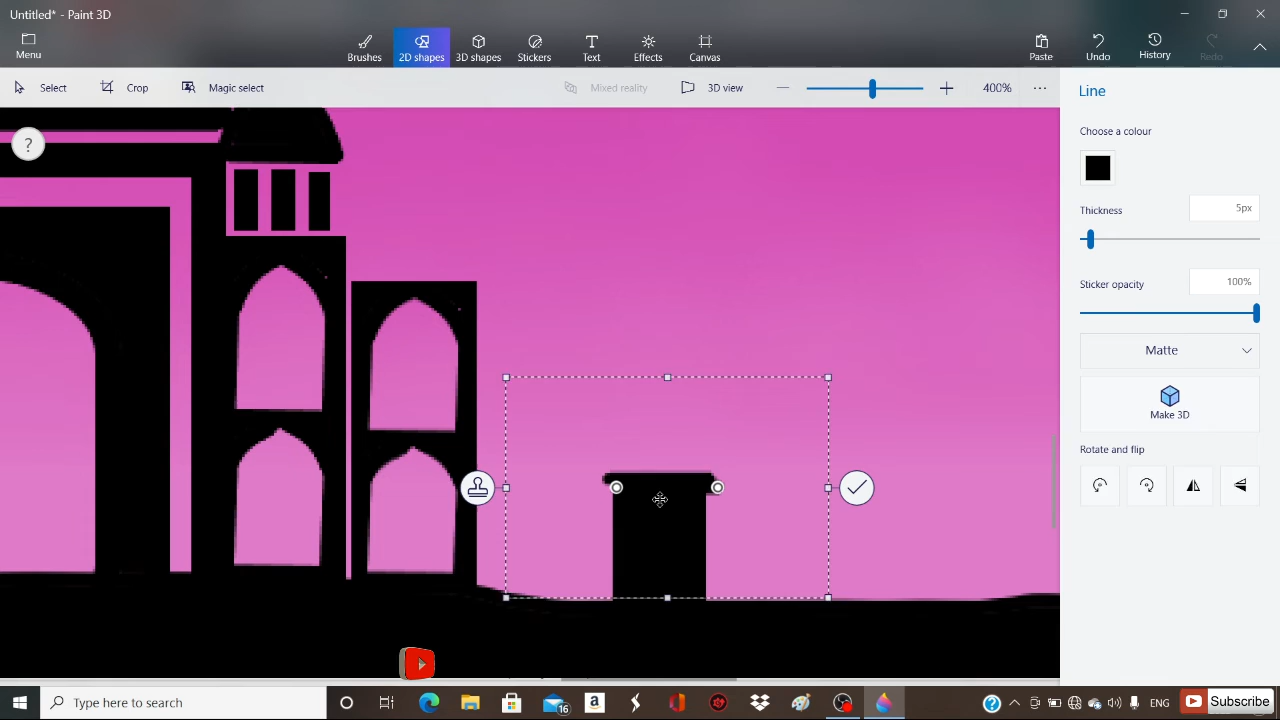 Untitled* - Paint 3D
Menu
Brushes
2D shapes
3D shapes
Stickers
Text
Effects
Canvas
Paste
Undo
History
Redo
Select
Crop
Magic select
Mixed reality
3D view
400%
Line
?
Choose a colour
Thickness
5px
Sticker opacity
100%
Matte
Make 3D
Rotate and flip
Type here to search
16
a
?
ENG
Subscribe